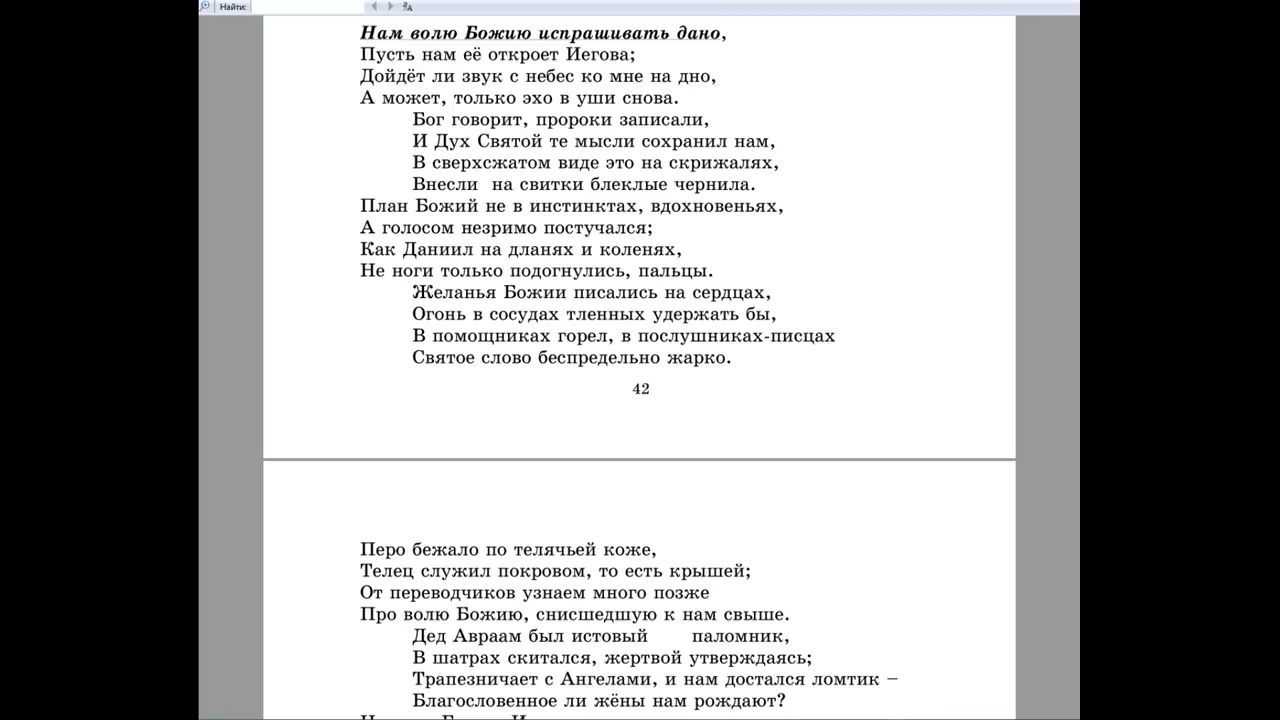 Найти:
Нам волю Божию испрашивать дано,
Пусть нам её откроет Иегова;
Дойдёт ли звук с небес ко мне на дно,
А может, только эхо в уши снова.
Бог говорит, пророки записали,
И Дух Святой те мысли сохранил нам,
В сверхсжатом виде это на скрижалях,
Внесли на свитки блеклые чернила.
План Божий не в инстинктах, вдохновеньях,
А голосом незримо постучался;
Как Даниил на дланях и коленях,
Не ноги только подогнулись, пальцы.
Желанья Божии писались на сердцах,
Огонь в сосудах тленных удержать бы,
В помощниках горел, в послушниках-писцах
Святое слово беспредельно жарко.
42
Перо бежало по телячьей коже,
Телец служил покровом, то есть крышей;
От переводчиков узнаем много позже
Про волю Божию, снисшедшую к нам свыше.
Дед Авраам был истовый паломник,
В шатрах скитался, жертвой утверждаясь;
Трапезничает с Ангелами, и нам достался ломтик –
Благословенное ли жёны нам рождают?